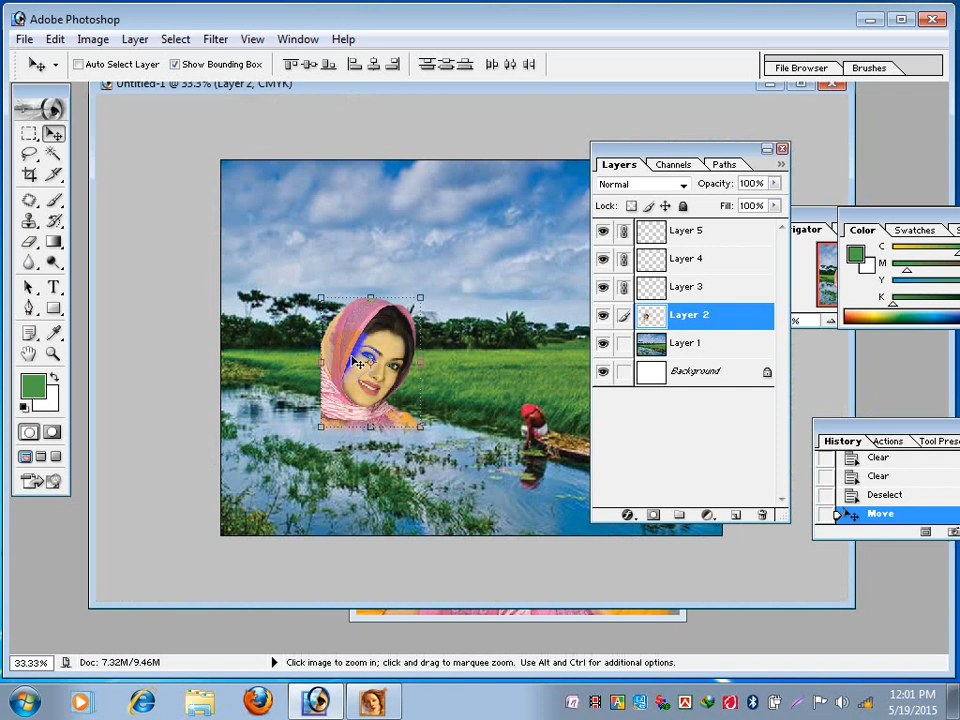 Adobe Photoshop
File Edit Image Layer Select Filter View Window Help
Auto Select Layer Show Bounding Box File Browser Brushes
Untitled-1 @ 33.3% (Layer 2, CMYK)
Layers Channels Paths
Normal Opacity: 100%
Lock: Fill: 100%
Layer 5
Layer 4
Layer 3
Layer 2
Layer 1
Background
Color Swatches
C
M
Y
K
%
History Actions Tool
Clear
Clear
Deselect
Move
T
33.33% Doc: 7.32M/9.46M Click image to zoom in; click and drag to marquee zoom. Use Alt and Ctrl for additional options.
12:01 PM
5/19/2015